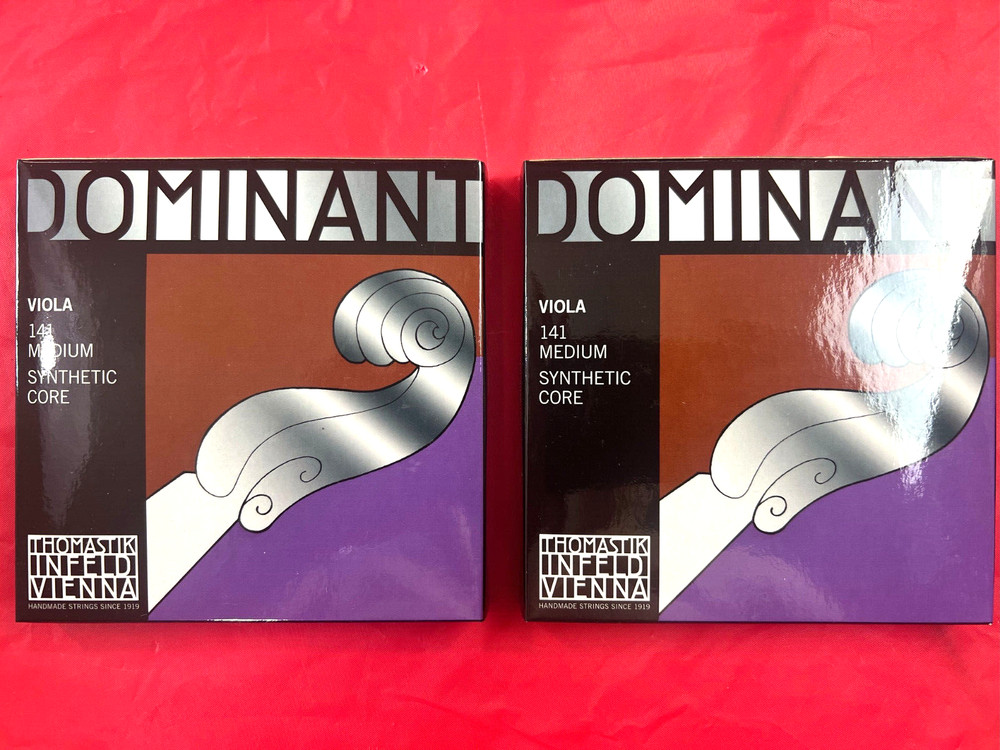 DOMINANT
VIOLA
141
MEDIUM
SYNTHETIC
CORE
THOMASTIK
INFELD
VIENNA
HANDMADE STRINGS SINCE 1919
DOMINANT
VIOLA
141
MEDIUM
SYNTHETIC
CORE
THOMASTIK
INFELD
VIENNA
HANDMADE STRINGS SINCE 1919